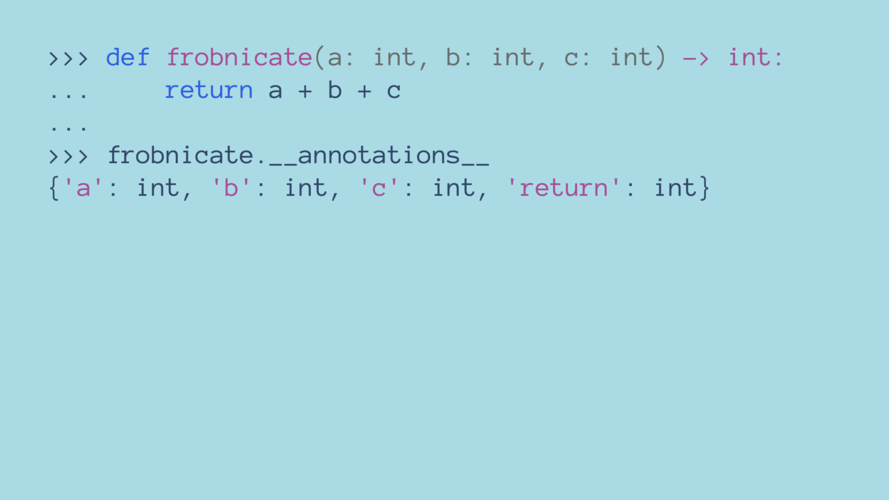 >>> def frobnicate(a: int, b: int, c: int) -> int:
...     return a + b + c
...
>>> frobnicate.__annotations__
{'a': int, 'b': int, 'c': int, 'return': int}